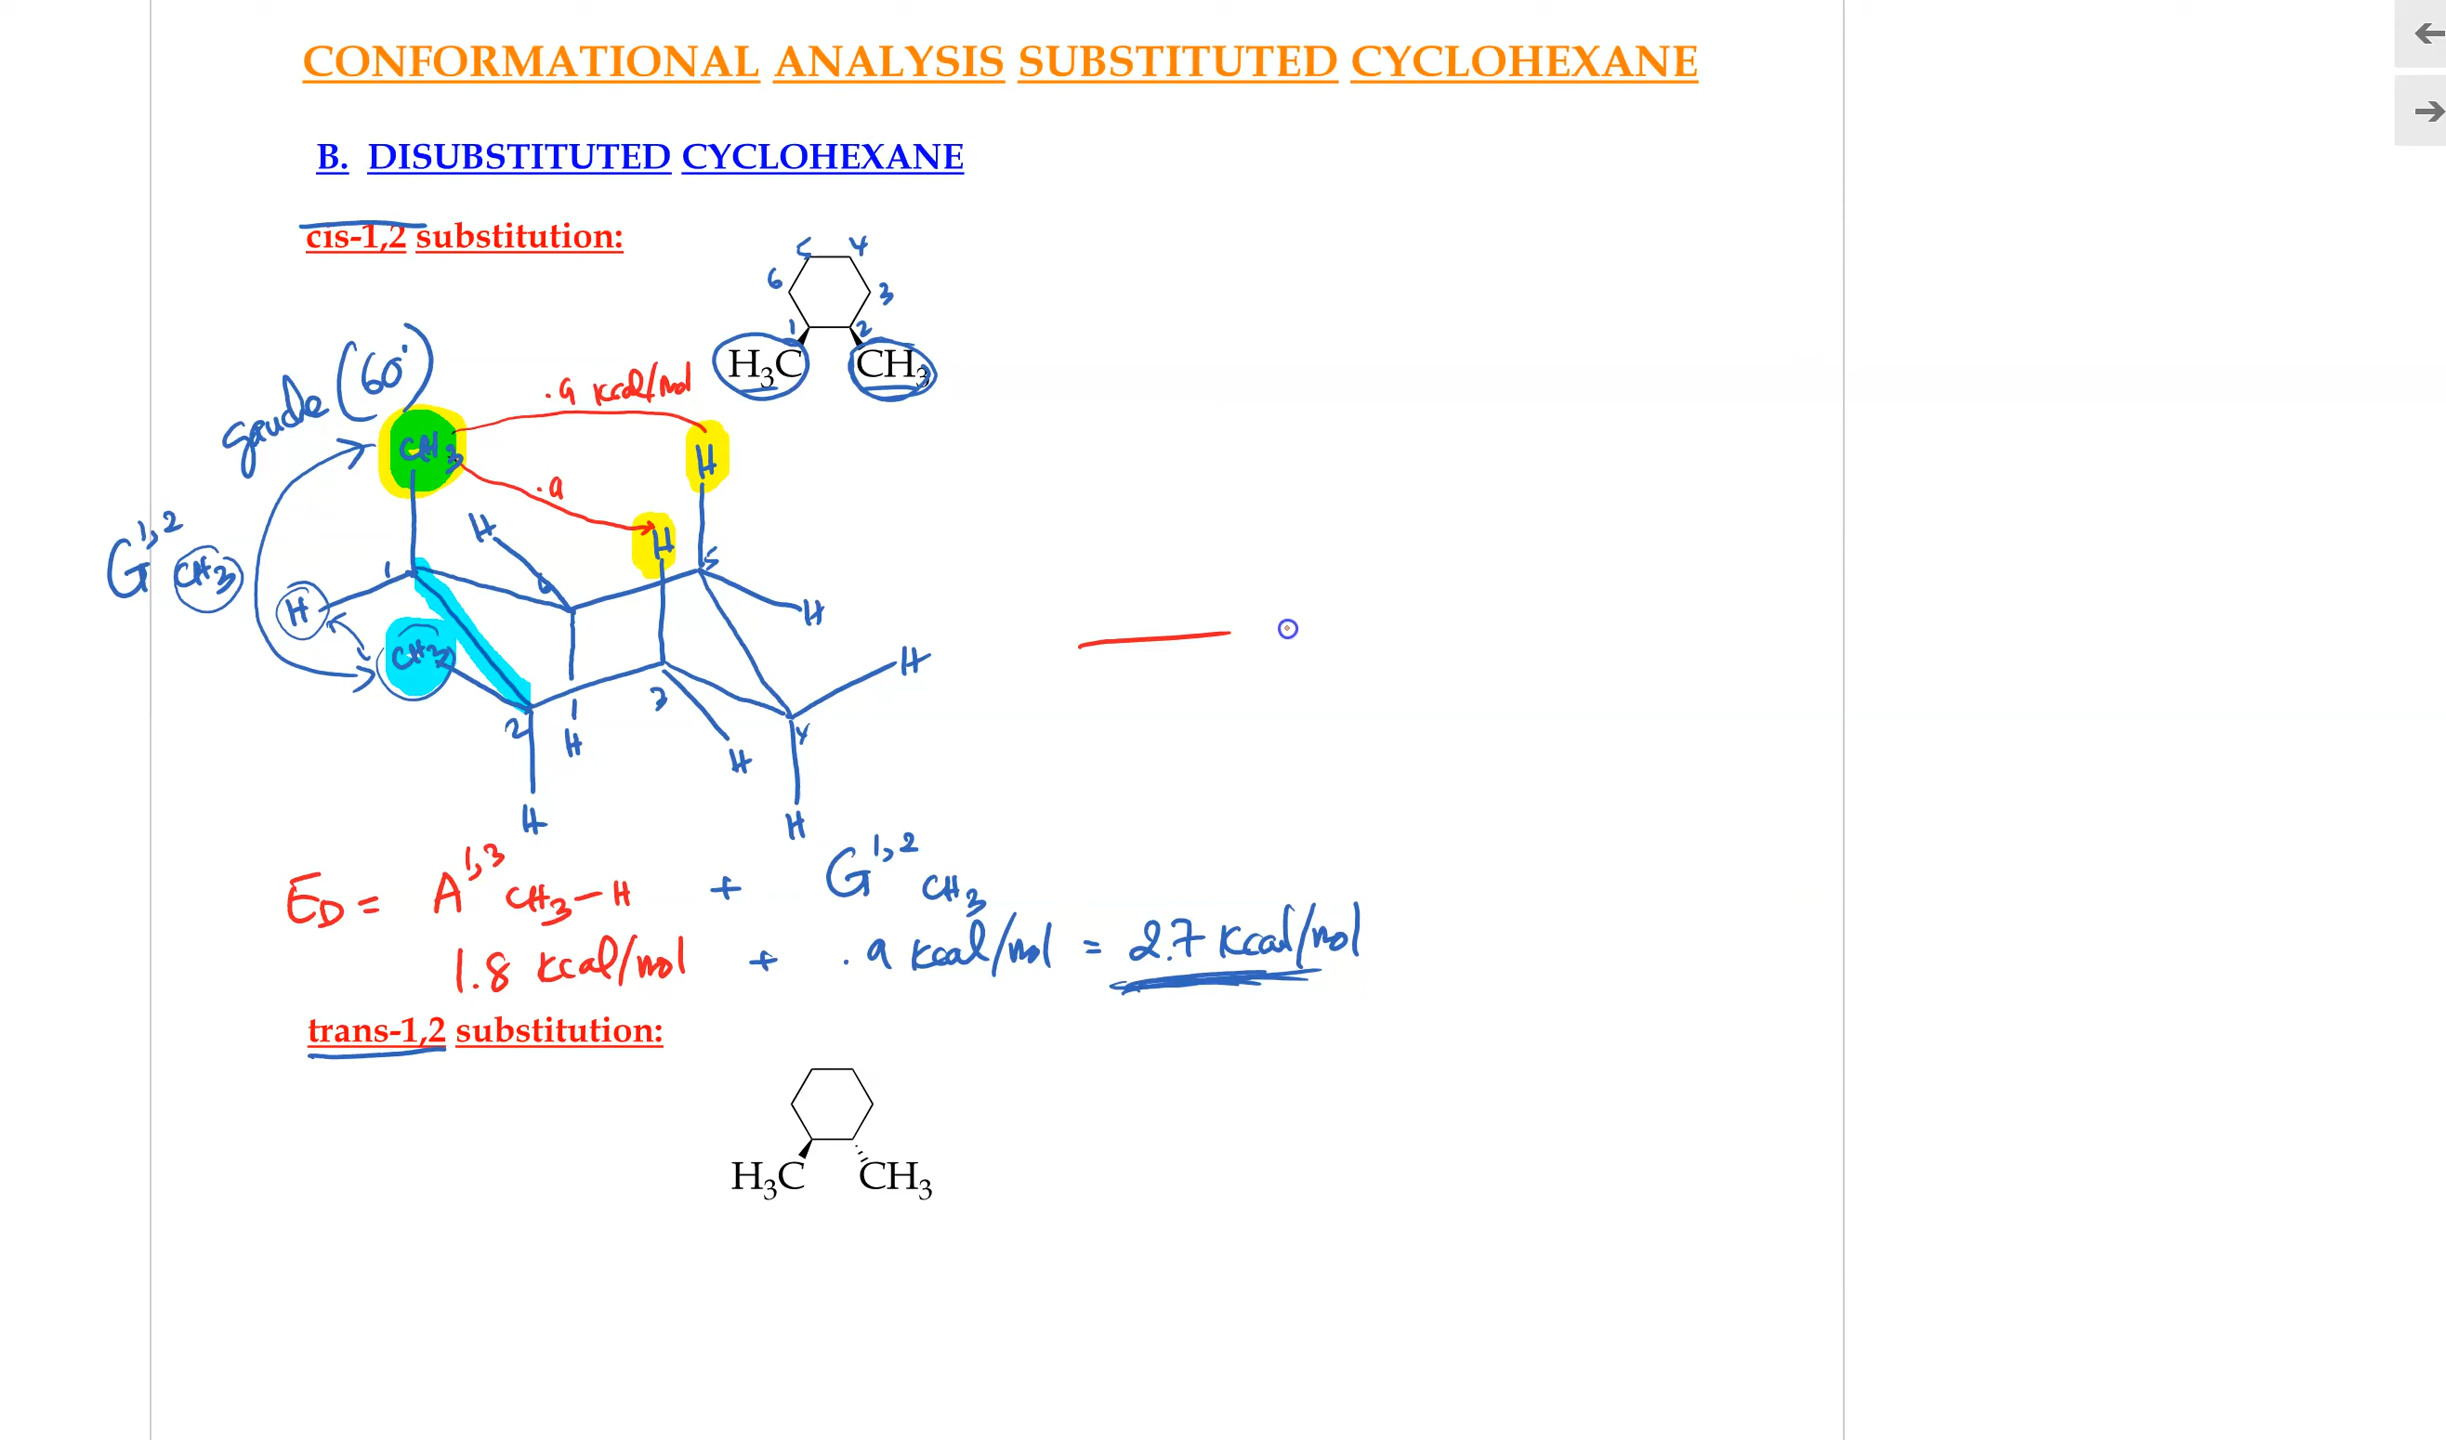 CONFORMATIONAL ANALYSIS SUBSTITUTED CYCLOHEXANE
B. DISUBSTITUTED CYCLOHEXANE
cis-1,2 substitution:
5 4
6 3
1 2
H₃C CH₃
gauche (60°)
.9 kcal/mol
CH₃ H
.9
G¹,² CH₃
H H
1 6 5
H H
CH₃ H
2 3 4
H H
H H
E_D = A¹,³ CH₃-H + G¹,² CH₃
1.8 kcal/mol + .9 kcal/mol = 2.7 kcal/mol
trans-1,2 substitution:
H₃C CH₃